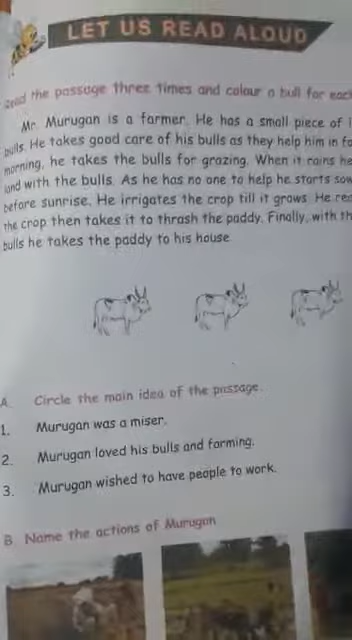 LET US READ ALOUD
the passage three times and colour a bull for each
Mr. Murugan is a farmer. He has a small piece of
bulls. He takes good care of his bulls as they help him in
morning, he takes the bulls for grazing. When it rains he
land with the bulls. As he has no one to help he starts
before sunrise. He irrigates the crop till it grows. He
the crop then takes it to thrash the paddy. Finally, with
bulls he takes the paddy to his house.
A. Circle the main idea of the passage.
1. Murugan was a miser.
2. Murugan loved his bulls and farming.
3. Murugan wished to have people to work.
B. Name the actions of Murugan